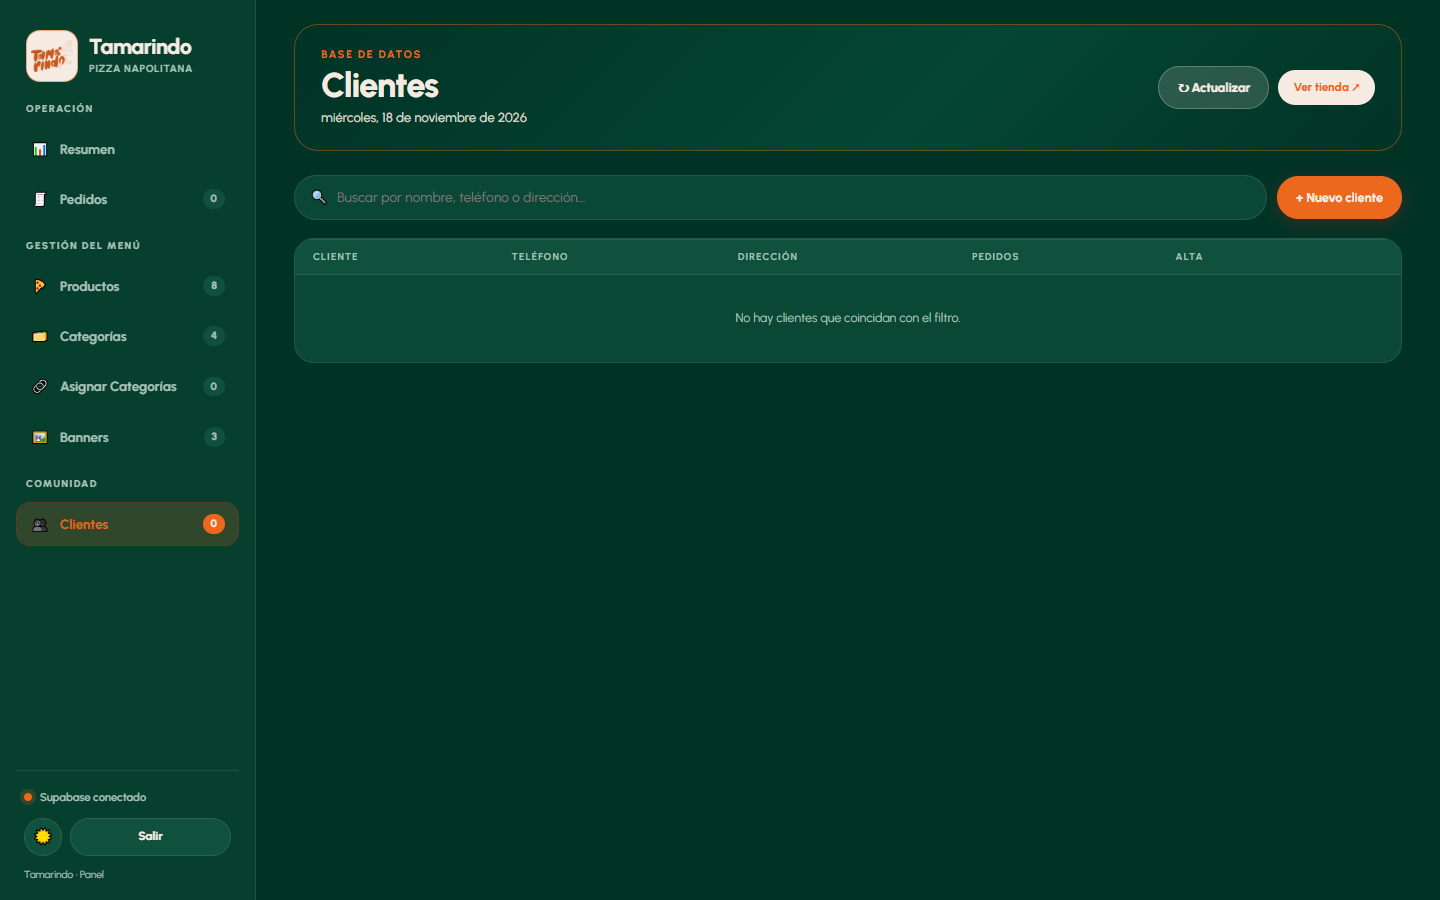 Tamarindo
PIZZA NAPOLITANA
OPERACIÓN
Resumen
Pedidos 0
GESTIÓN DEL MENÚ
Productos 8
Categorías 4
Asignar Categorías 0
Banners 3
COMUNIDAD
Clientes 0
Supabase conectado
Salir
Tamarindo · Panel
BASE DE DATOS
Clientes
miércoles, 18 de noviembre de 2026
↻ Actualizar
Ver tienda ↗
Buscar por nombre, teléfono o dirección...
+ Nuevo cliente
CLIENTE TELÉFONO DIRECCIÓN PEDIDOS ALTA
No hay clientes que coincidan con el filtro.